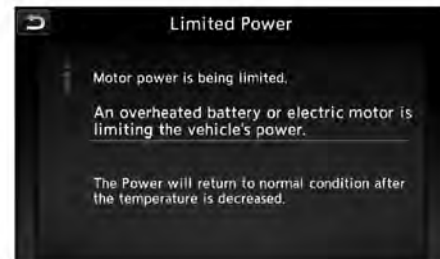 Limited Power
Motor power is being limited.
An overheated battery or electric motor is
limiting the vehicle's power.
The Power will return to normal condition after
the temperature is decreased.